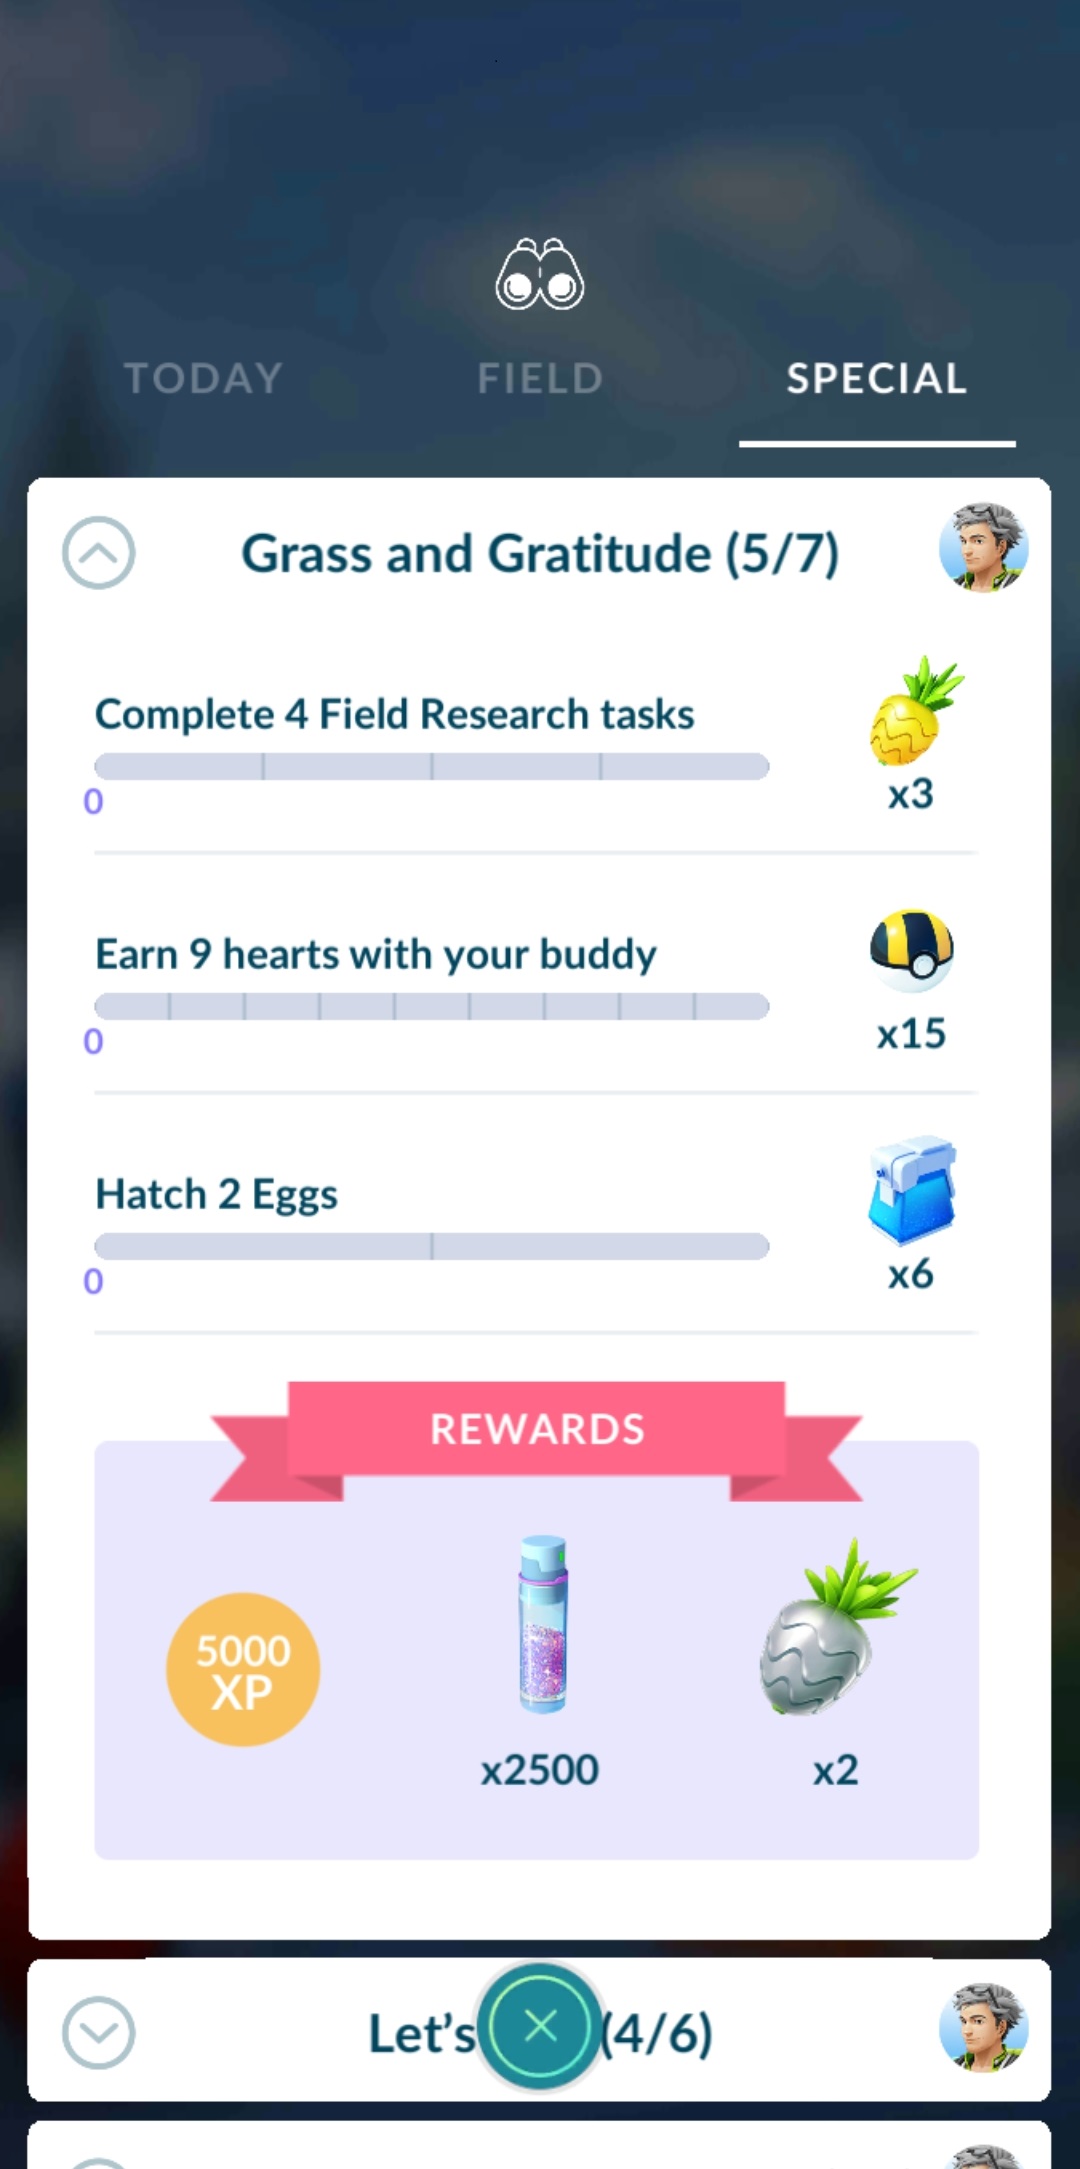 TODAY
FIELD
SPECIAL
Grass and Gratitude (5/7)
Complete 4 Field Research tasks
x3
0
Earn 9 hearts with your buddy
x15
0
Hatch 2 Eggs
x6
0
REWARDS
5000
XP
x2500
x2
Let's (4/6)